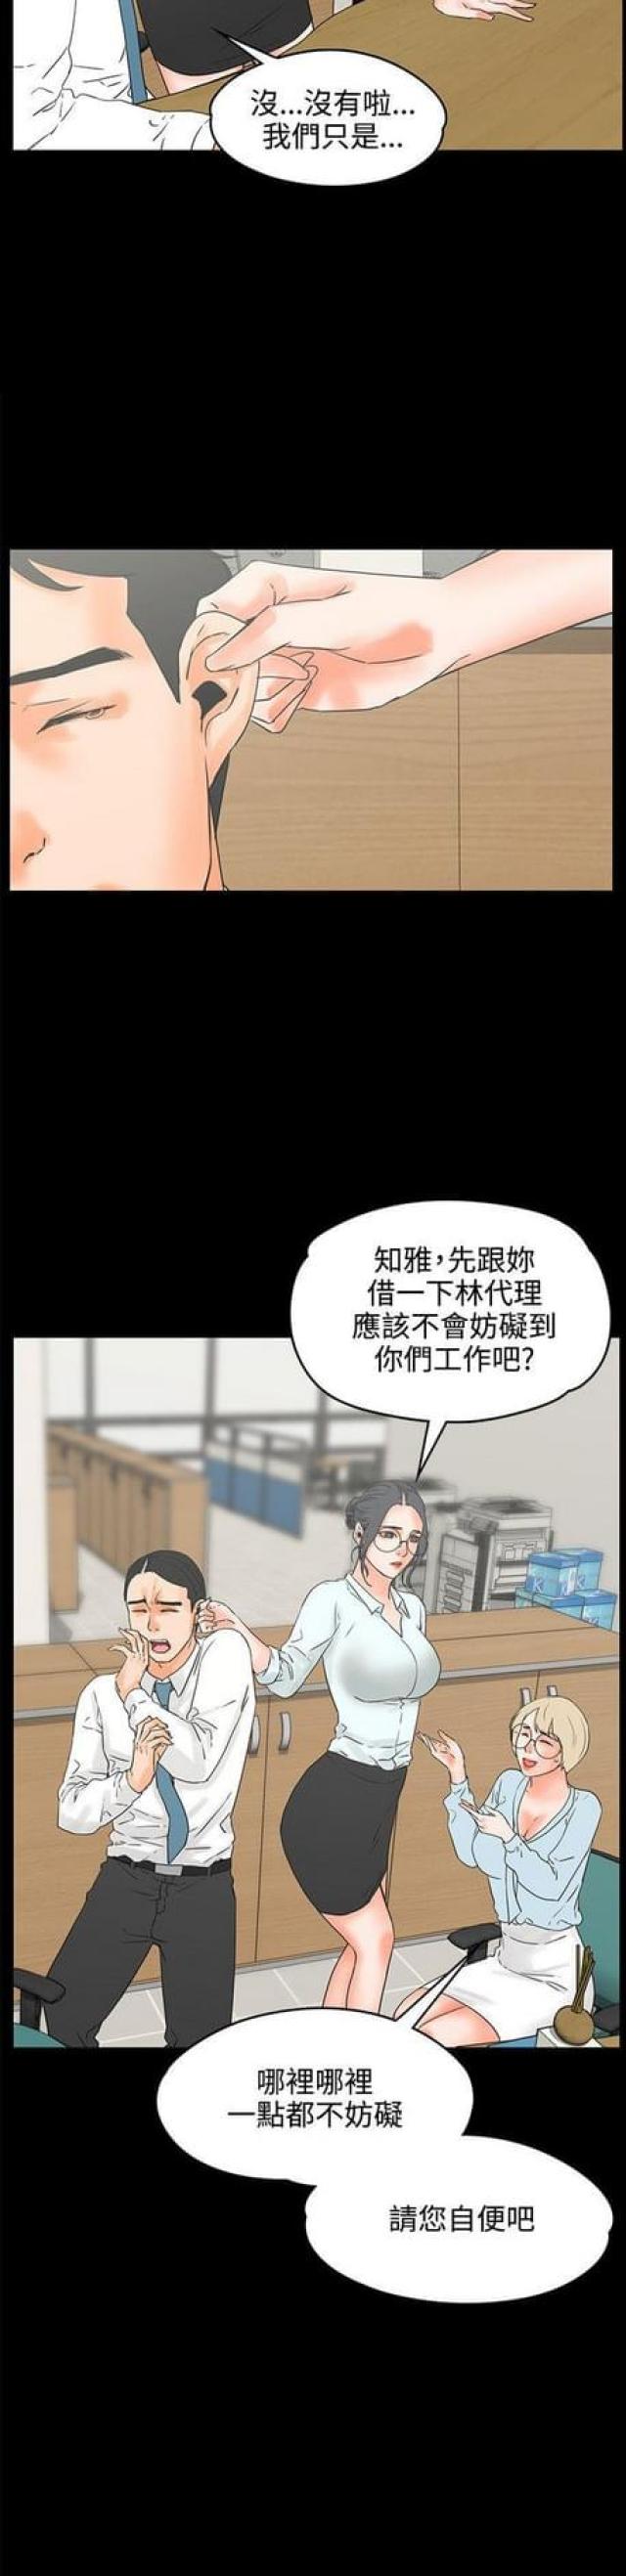 沒...沒有啦...
我們只是...
知雅，先跟妳
借一下林代理
應該不會妨礙到
你們工作吧?
哪裡哪裡
一點都不妨礙
請您自便吧